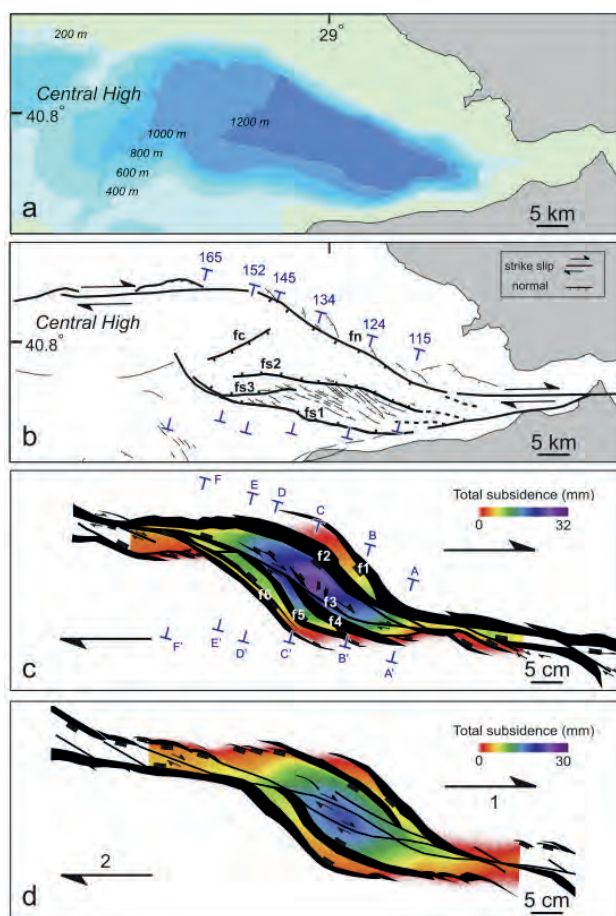 200 m
29°
Central High
40.8°
1200 m
1000 m
800 m
600 m
400 m
a
5 km
165
152
145
134
124
115
strike slip
normal
Central High
40.8°
fc
fn
fs2
fs3
fs1
b
5 km
F
E
D
C
B
A
Total subsidence (mm)
0 32
f2
f1
f3
f6
f4
f5
F'
E'
D'
C'
B'
A'
c
5 cm
Total subsidence (mm)
0 30
1
2
d
5 cm